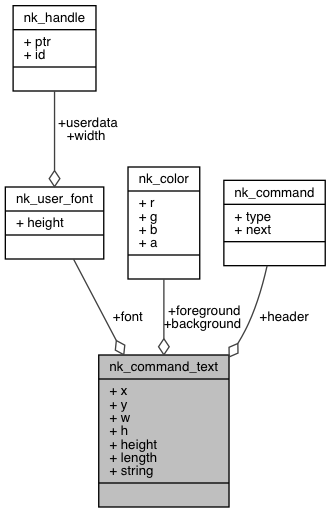 nk_handle
+ ptr
+ id
+userdata
+width
nk_user_font
+ height
nk_color
+ r
+ g
+ b
+ a
nk_command
+ type
+ next
+font
+foreground
+background
+header
nk_command_text
+ x
+ y
+ w
+ h
+ height
+ length
+ string